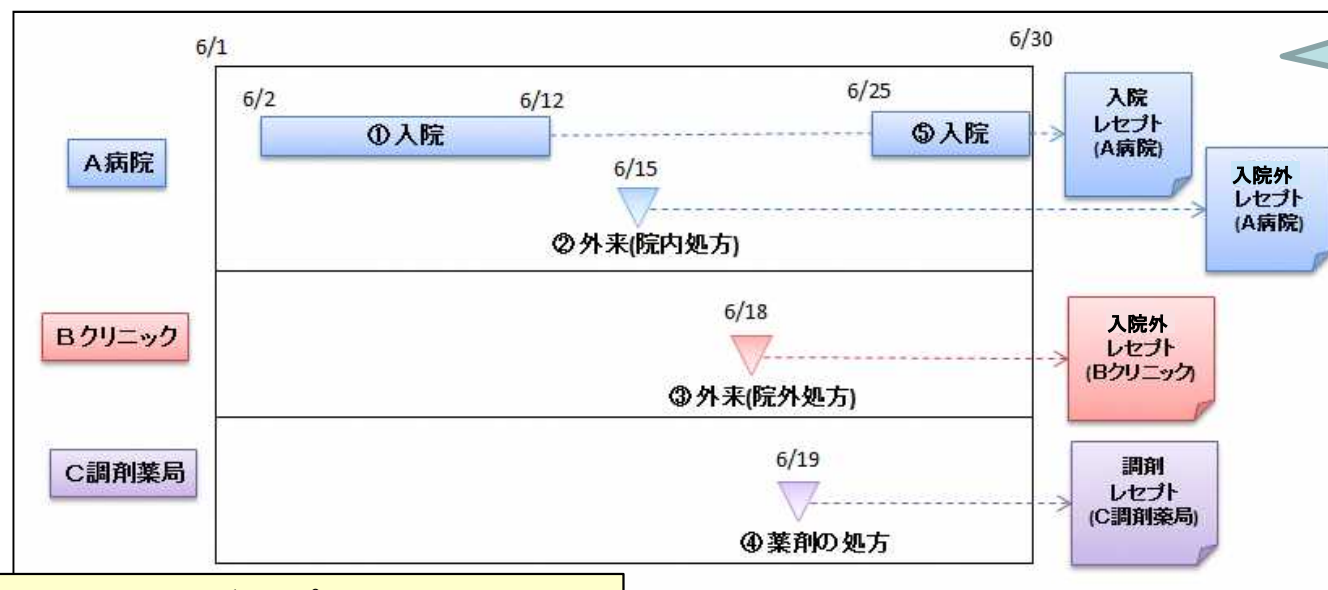 6/1
6/30
6/2
6/12
6/25
①入院
⑤入院
A病院
6/15
②外来(院内処方)
入院
レセプト
(A病院)
入院外
レセプト
(A病院)
Bクリニック
6/18
③外来(院外処方)
入院外
レセプト
(Bクリニック)
C調剤薬局
6/19
④薬剤の処方
調剤
レセプト
(C調剤薬局)